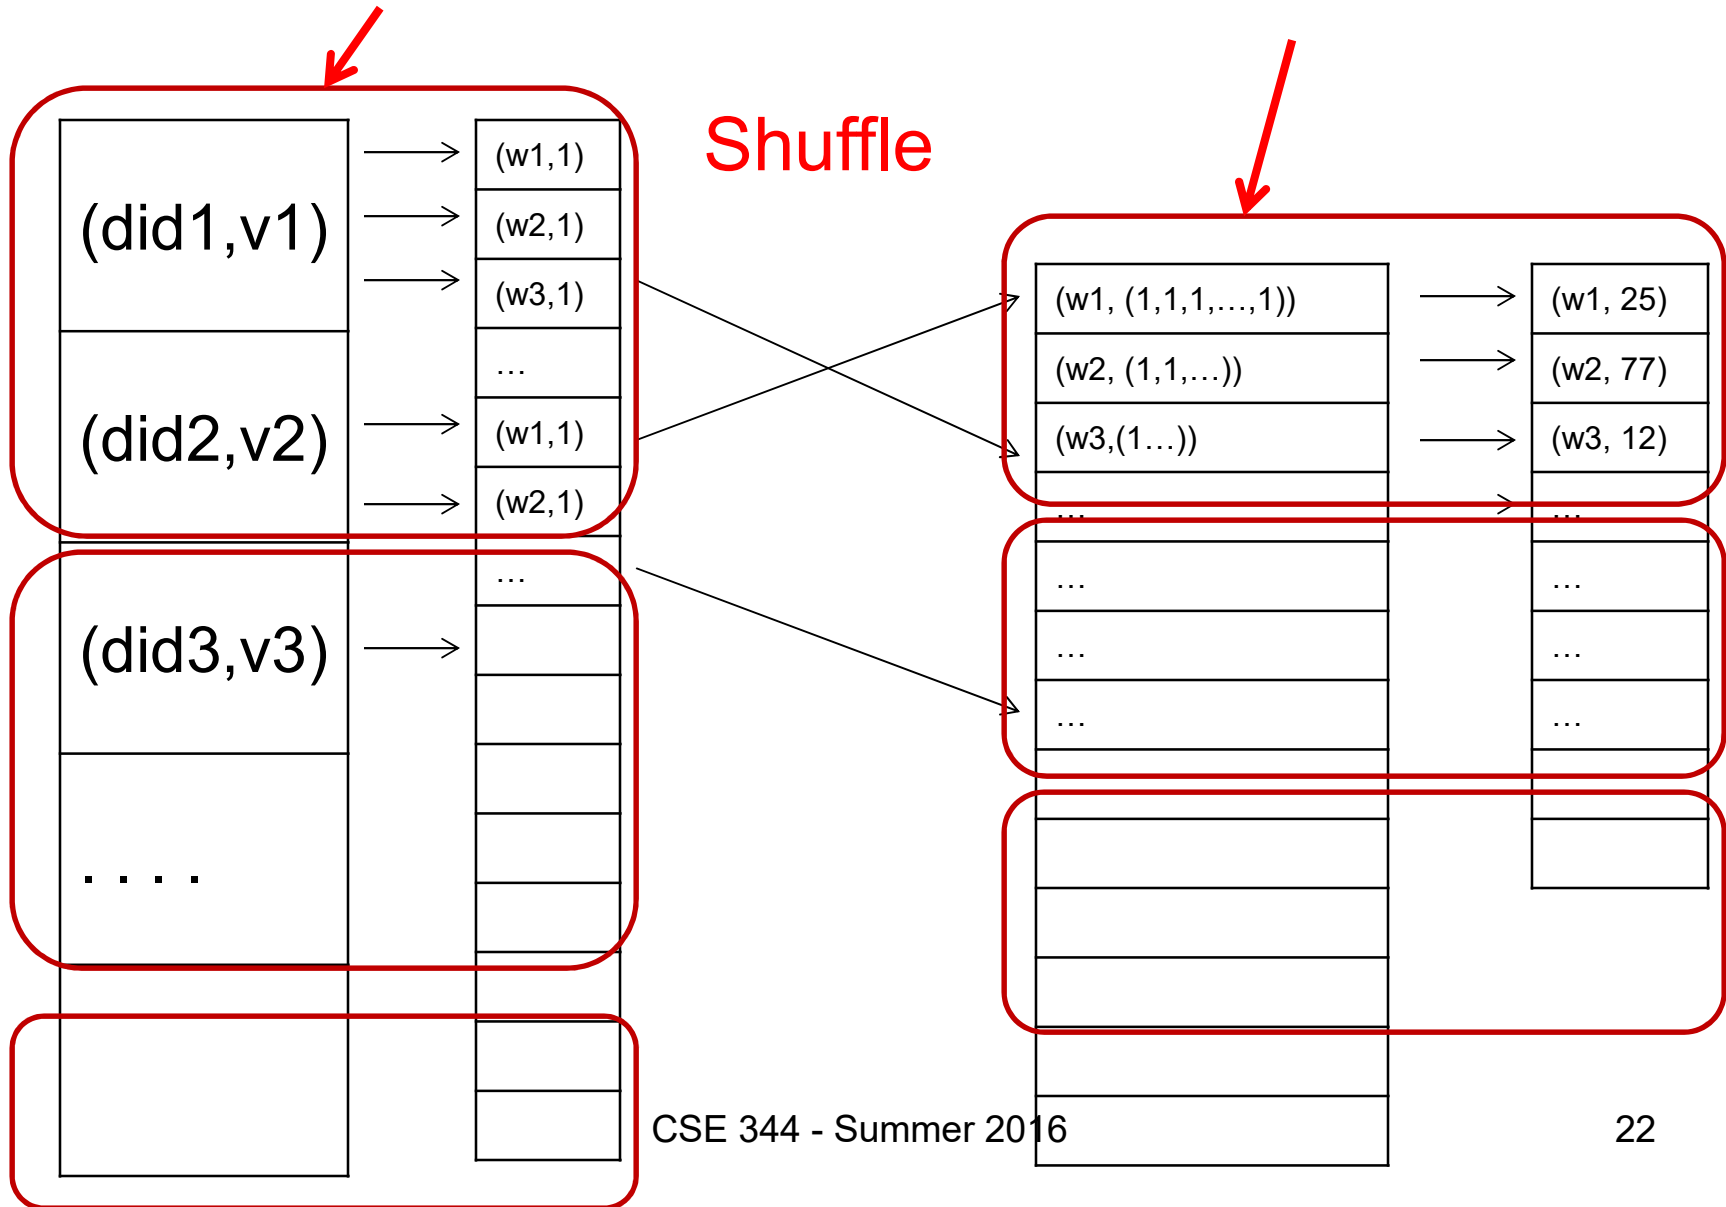 Shuffle
(did1,v1)
(did2,v2)
(did3,v3)
. . . .
(w1,1)
(w2,1)
(w3,1)
…
(w1,1)
(w2,1)
…
(w1, (1,1,1,…,1))
(w2, (1,1,…))
(w3,(1…))
…
…
…
…
(w1, 25)
(w2, 77)
(w3, 12)
…
…
…
…
CSE 344 - Summer 2016
22